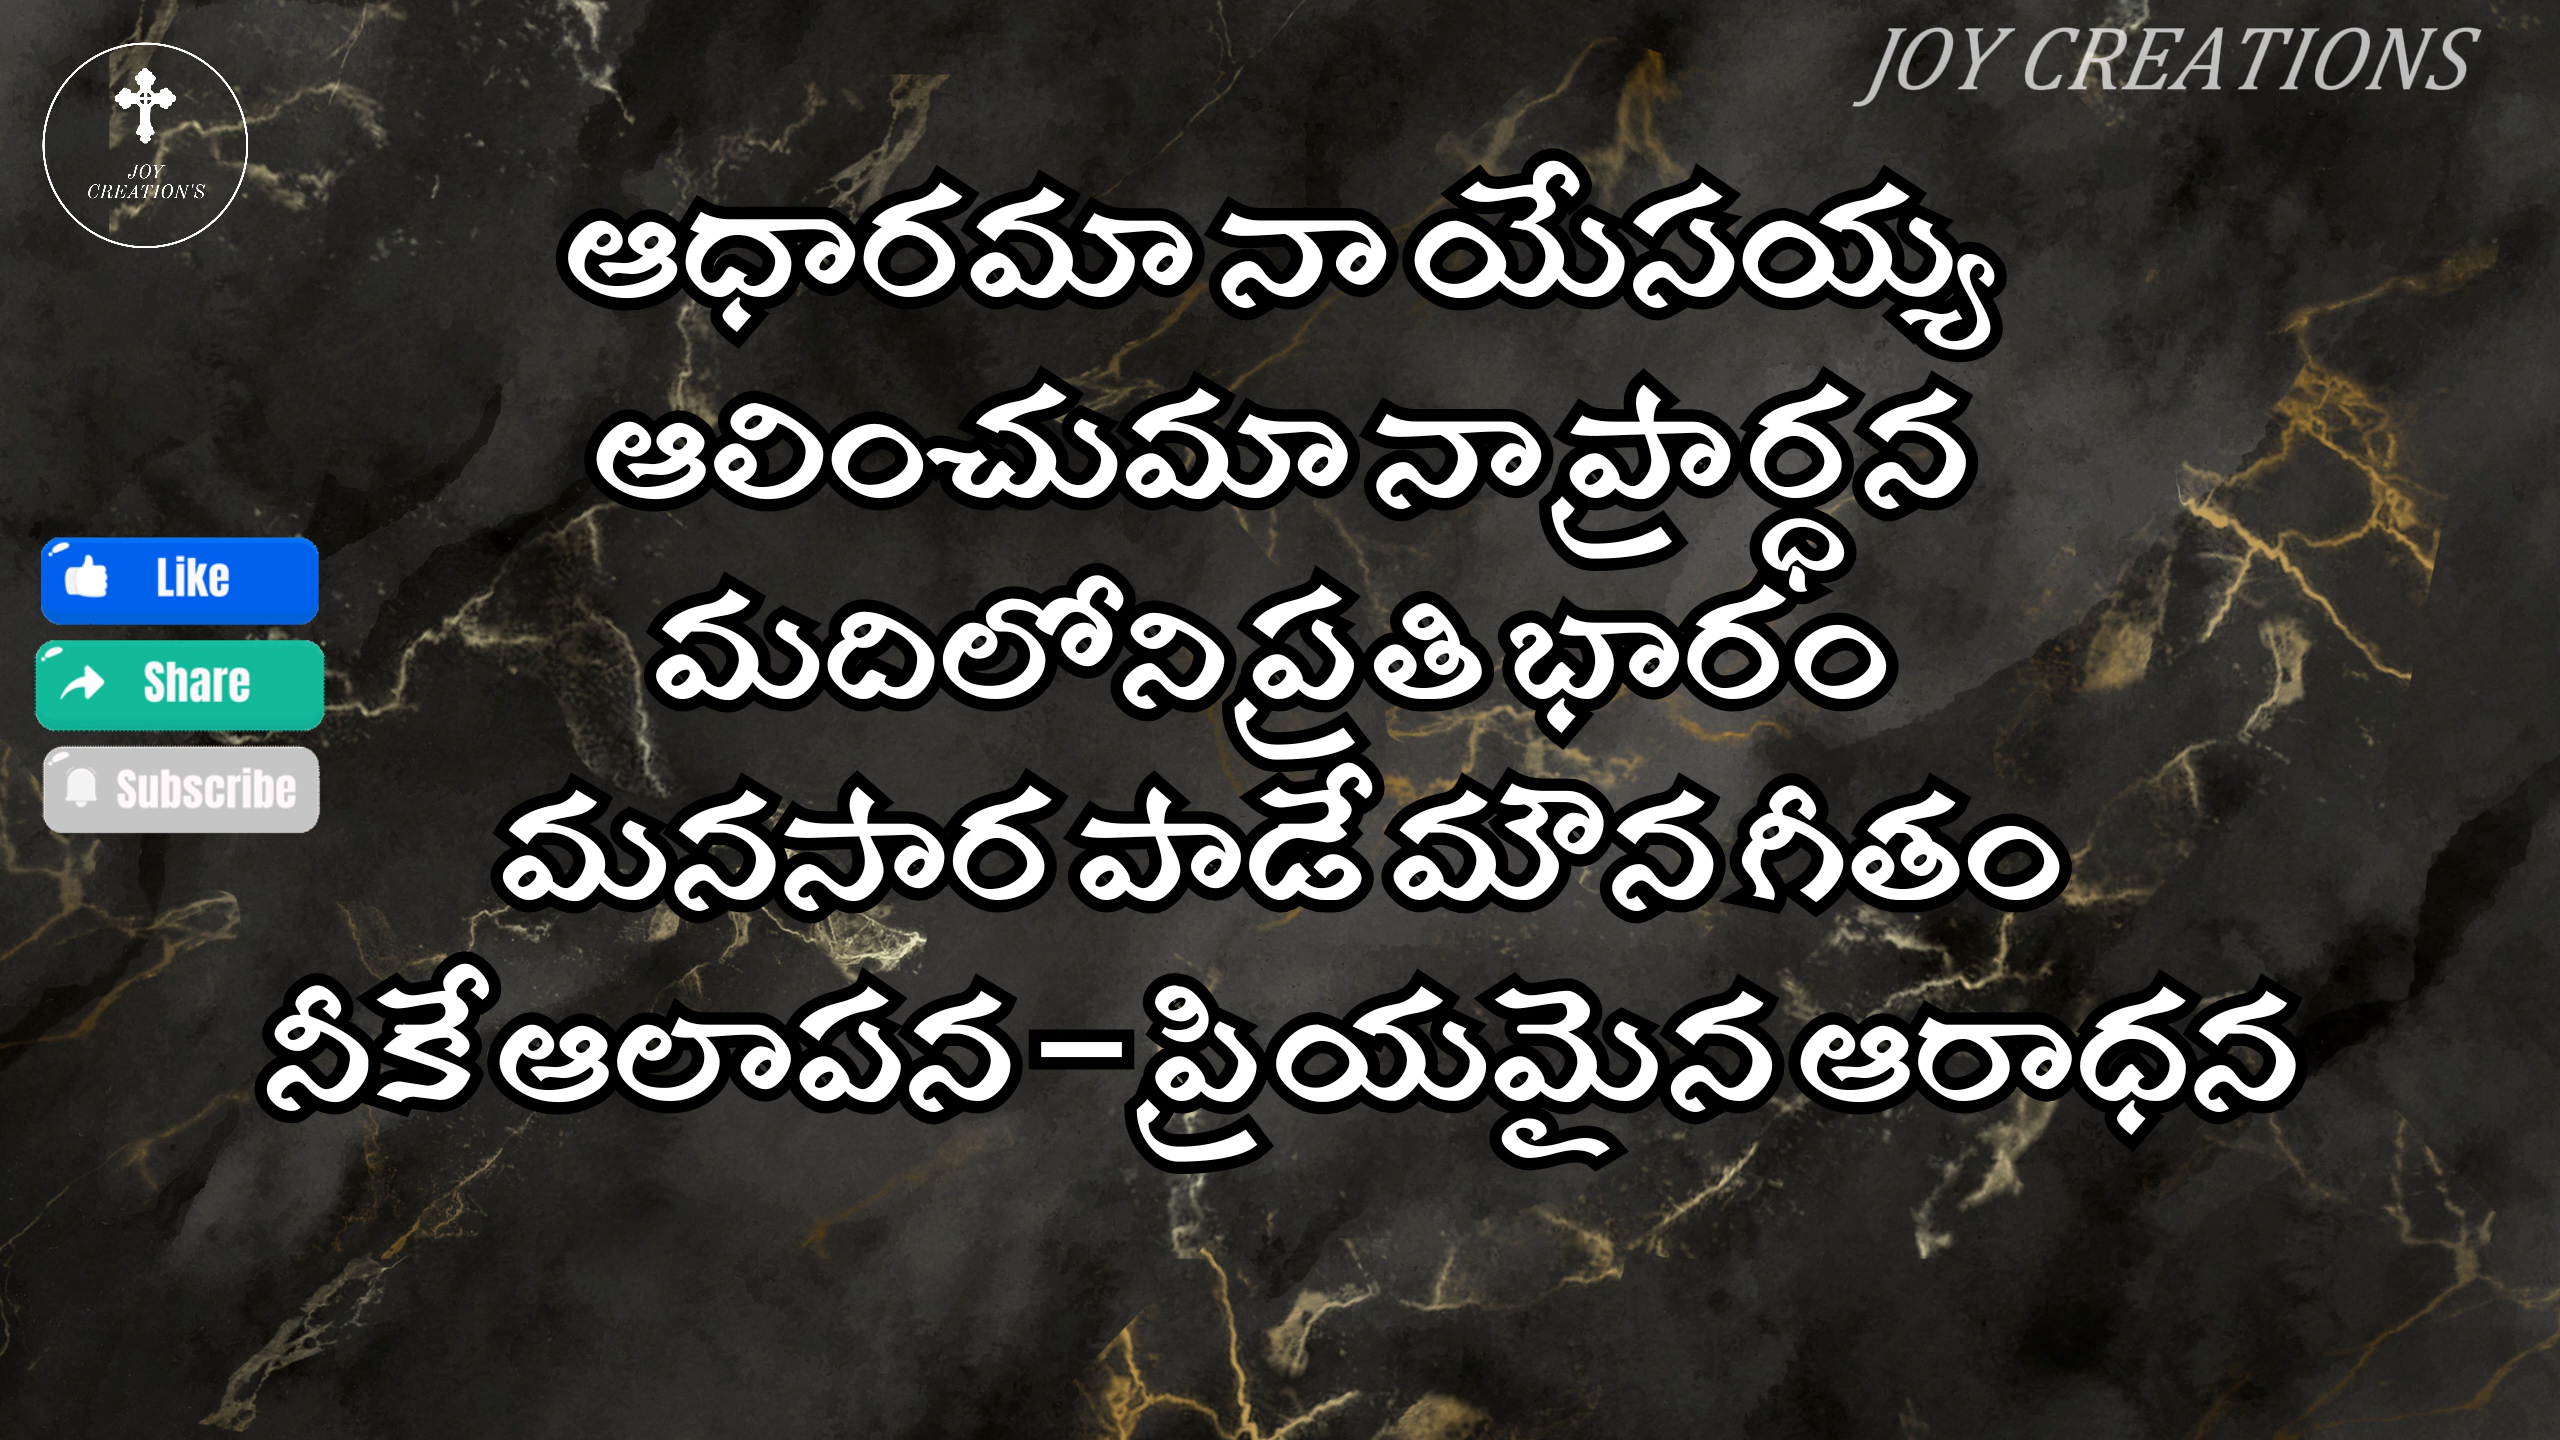 JOY CREATIONS
JOY
CREATION'S
ఆధారమా నా యేసయ్య
ఆలించుమా నా ప్రార్థన
మదిలోని ప్రతి భారం
మనసార పాడే మౌన గీతం
నీకే ఆలాపన – ప్రియమైన ఆరాధన
Like
Share
Subscribe